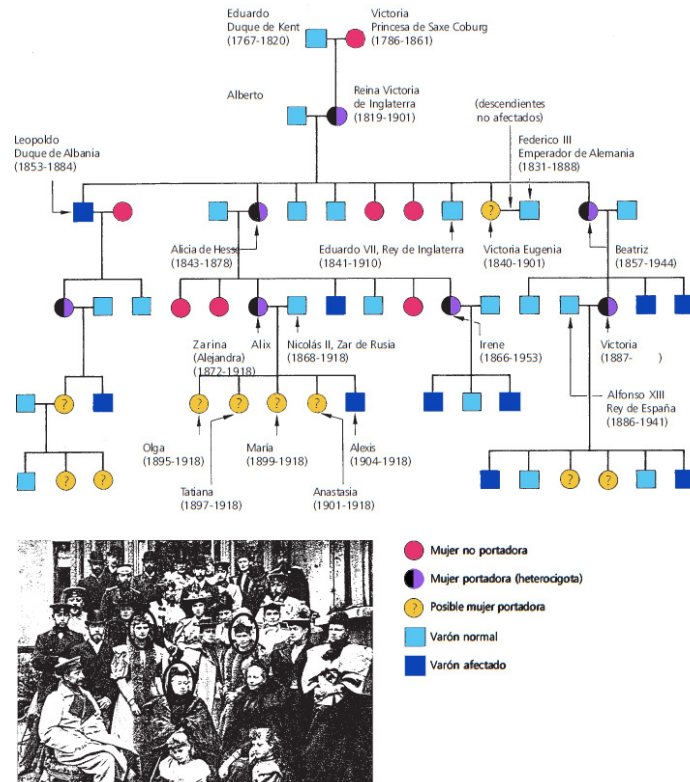 Eduardo
Duque de Kent
(1767-1820)
Victoria
Princesa de Saxe Coburg
(1786-1861)
Alberto
Reina Victoria
de Inglaterra
(1819-1901)
(descendientes
no afectados)
Leopoldo
Duque de Albania
(1853-1884)
Federico III
Emperador de Alemania
(1831-1888)
?
Alicia de Hesse
(1843-1878)
Eduardo VII, Rey de Inglaterra
(1841-1910)
Victoria Eugenia
(1840-1901)
Beatriz
(1857-1944)
Zarina
(Alejandra)
(1872-1918)
Alix
Nicolás II, Zar de Rusia
(1868-1918)
Irene
(1866-1953)
Victoria
(1887- )
Alfonso XIII
Rey de España
(1886-1941)
?
? ? ? ?
Olga
(1895-1918)
María
(1899-1918)
Alexis
(1904-1918)
? ?
? ?
Tatiana
(1897-1918)
Anastasia
(1901-1918)
Mujer no portadora
Mujer portadora (heterocigota)
? Posible mujer portadora
Varón normal
Varón afectado